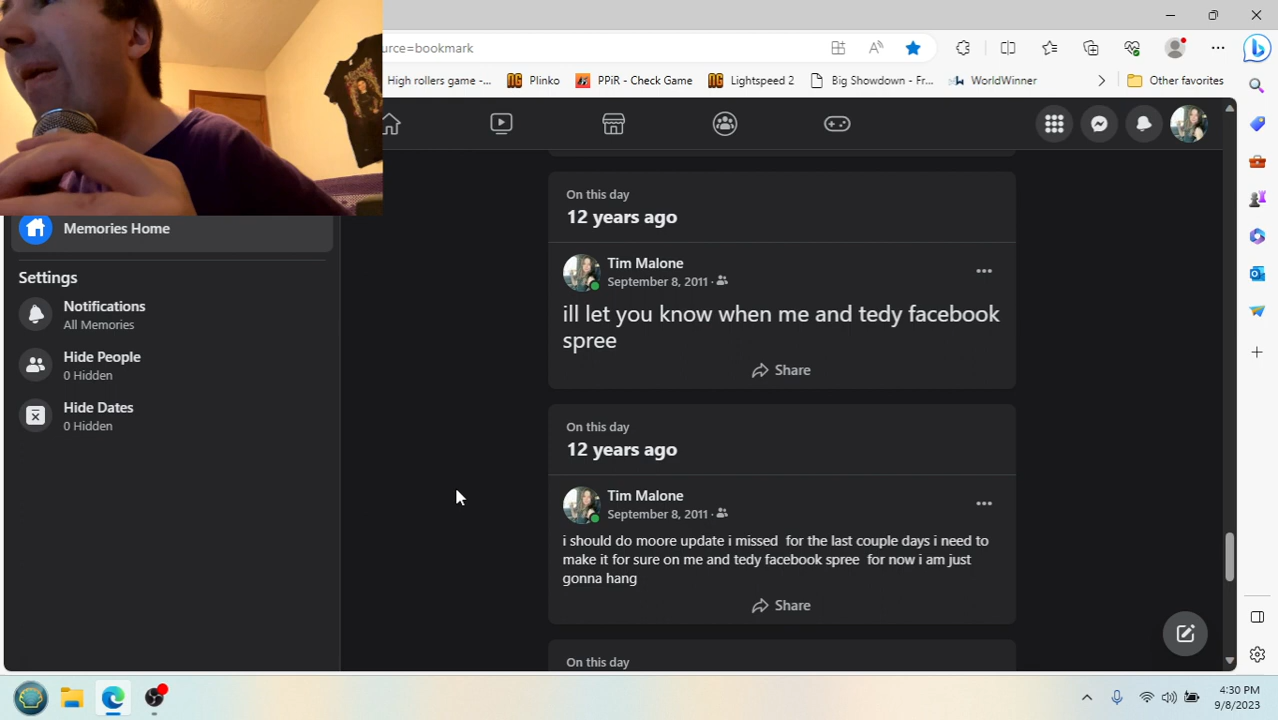 urce=bookmark
High rollers game -...
Plinko
PPiR - Check Game
Lightspeed 2
Big Showdown - Fr...
WorldWinner
Other favorites
Memories Home
Settings
Notifications
All Memories
Hide People
0 Hidden
Hide Dates
0 Hidden
On this day
12 years ago
Tim Malone
September 8, 2011 ·
ill let you know when me and tedy facebook
spree
Share
On this day
12 years ago
Tim Malone
September 8, 2011 ·
i should do moore update i missed for the last couple days i need to
make it for sure on me and tedy facebook spree for now i am just
gonna hang
Share
On this day
4:30 PM
9/8/2023